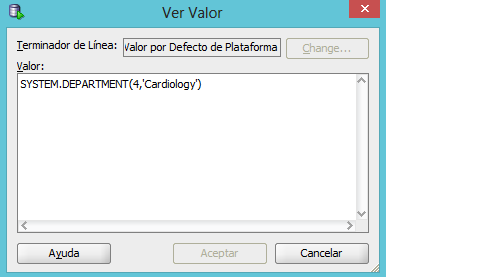 Ver Valor
Terminador de Línea: Valor por Defecto de Plataforma Change...
Valor:
SYSTEM.DEPARTMENT(4,'Cardiology')
Ayuda Aceptar Cancelar